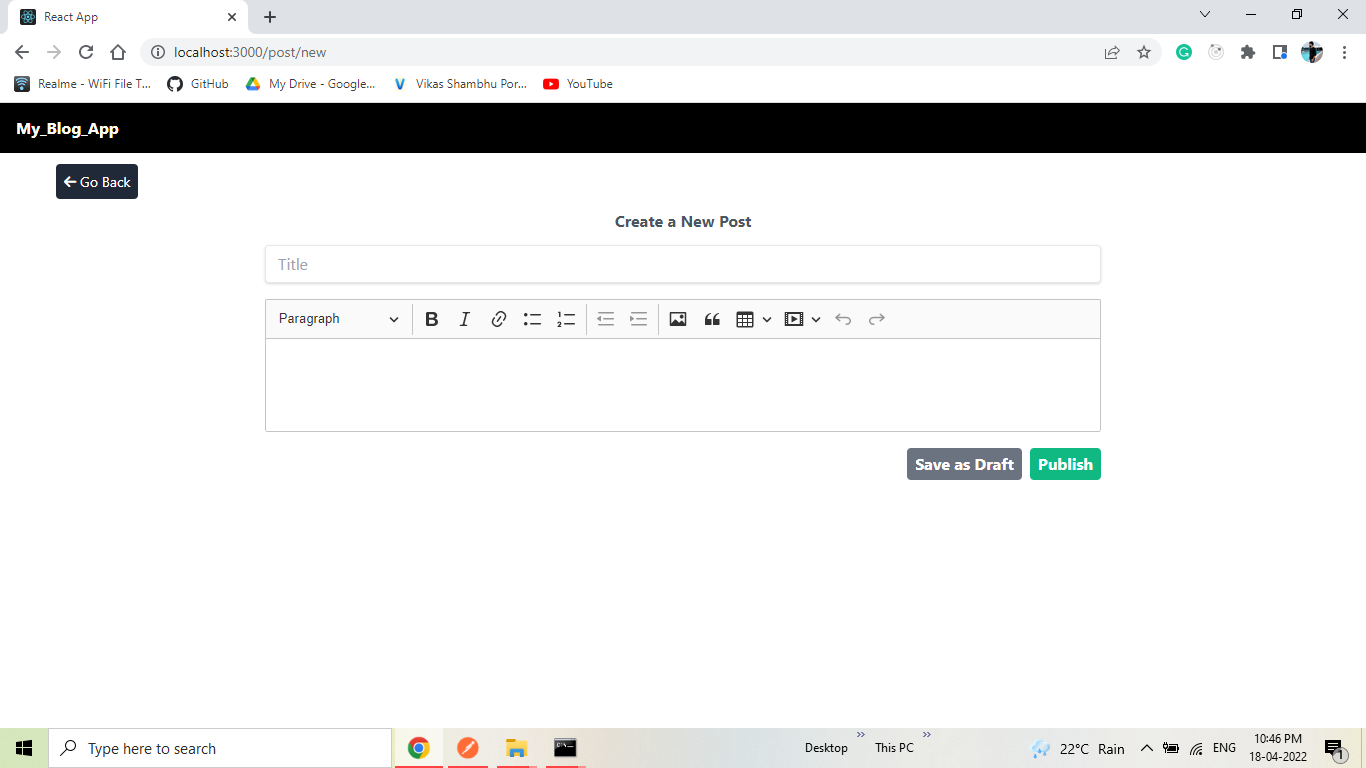 React App
localhost:3000/post/new
Realme - WiFi File T... GitHub My Drive - Google... Vikas Shambhu Por... YouTube
My_Blog_App
Go Back
Create a New Post
Title
Paragraph
Save as Draft Publish
Type here to search
Desktop » This PC »
22°C Rain
ENG
10:46 PM
18-04-2022
1